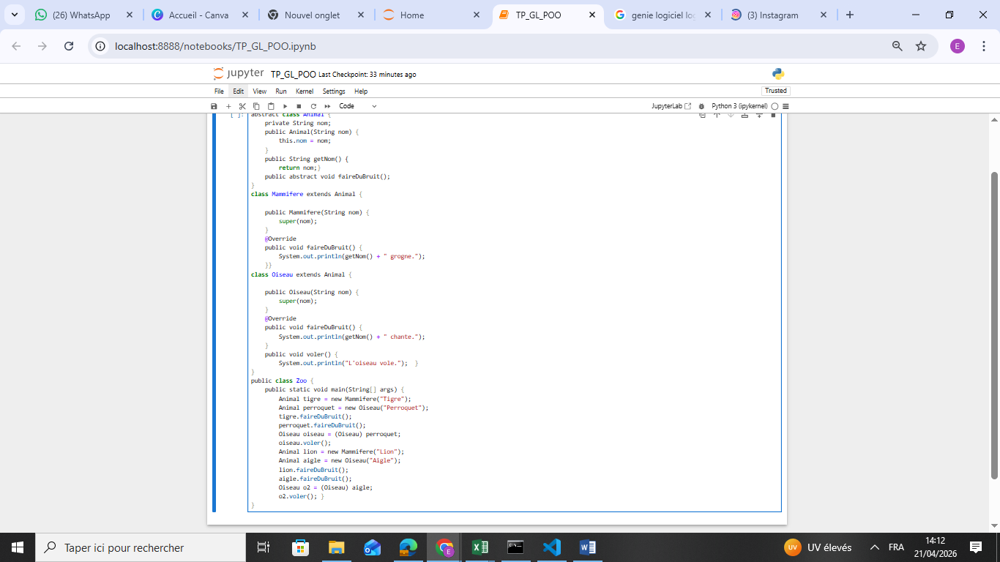 (26) WhatsApp
Accueil - Canva
Nouvel onglet
Home
TP_GL_POO
genie logiciel lo
(3) Instagram
localhost:8888/notebooks/TP_GL_POO.ipynb
E
jupyter TP_GL_POO Last Checkpoint: 33 minutes ago
File Edit View Run Kernel Settings Help
Trusted
Code
JupyterLab
Python 3 (ipykernel)
[ ]:
abstract class Animal {
    private String nom;
    public Animal(String nom) {
        this.nom = nom;
    }
    public String getNom() {
        return nom;}
    public abstract void faireDuBruit();
}
class Mammifere extends Animal {
    public Mammifere(String nom) {
        super(nom);
    }
    @Override
    public void faireDuBruit() {
        System.out.println(getNom() + " grogne.");
    }}
class Oiseau extends Animal {
    public Oiseau(String nom) {
        super(nom);
    }
    @Override
    public void faireDuBruit() {
        System.out.println(getNom() + " chante.");
    }
    public void voler() {
        System.out.println("L'oiseau vole.");  }
}
public class Zoo {
    public static void main(String[] args) {
        Animal tigre = new Mammifere("Tigre");
        Animal perroquet = new Oiseau("Perroquet");
        tigre.faireDuBruit();
        perroquet.faireDuBruit();
        Oiseau oiseau = (Oiseau) perroquet;
        oiseau.voler();
        Animal lion = new Mammifere("Lion");
        Animal aigle = new Oiseau("Aigle");
        lion.faireDuBruit();
        aigle.faireDuBruit();
        Oiseau o2 = (Oiseau) aigle;
        o2.voler(); }
}
Taper ici pour rechercher
UV
UV élevés
FRA
14:12
21/04/2026